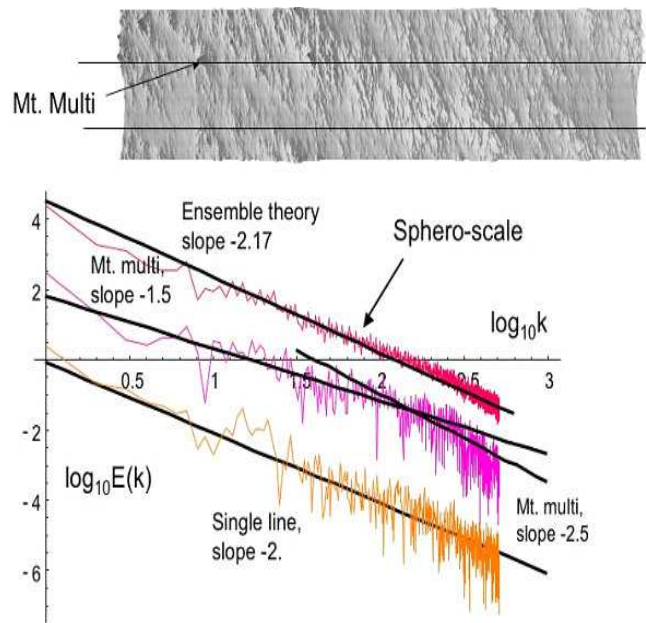 Mt. Multi
4
Ensemble theory
slope -2.17
Sphero-scale
Mt. multi,
slope -1.5
2
log10k
0.5
1
1.5
2
2.5
3
-2
log10E(k)
-4
Single line,
slope -2.
Mt. multi,
slope -2.5
-6